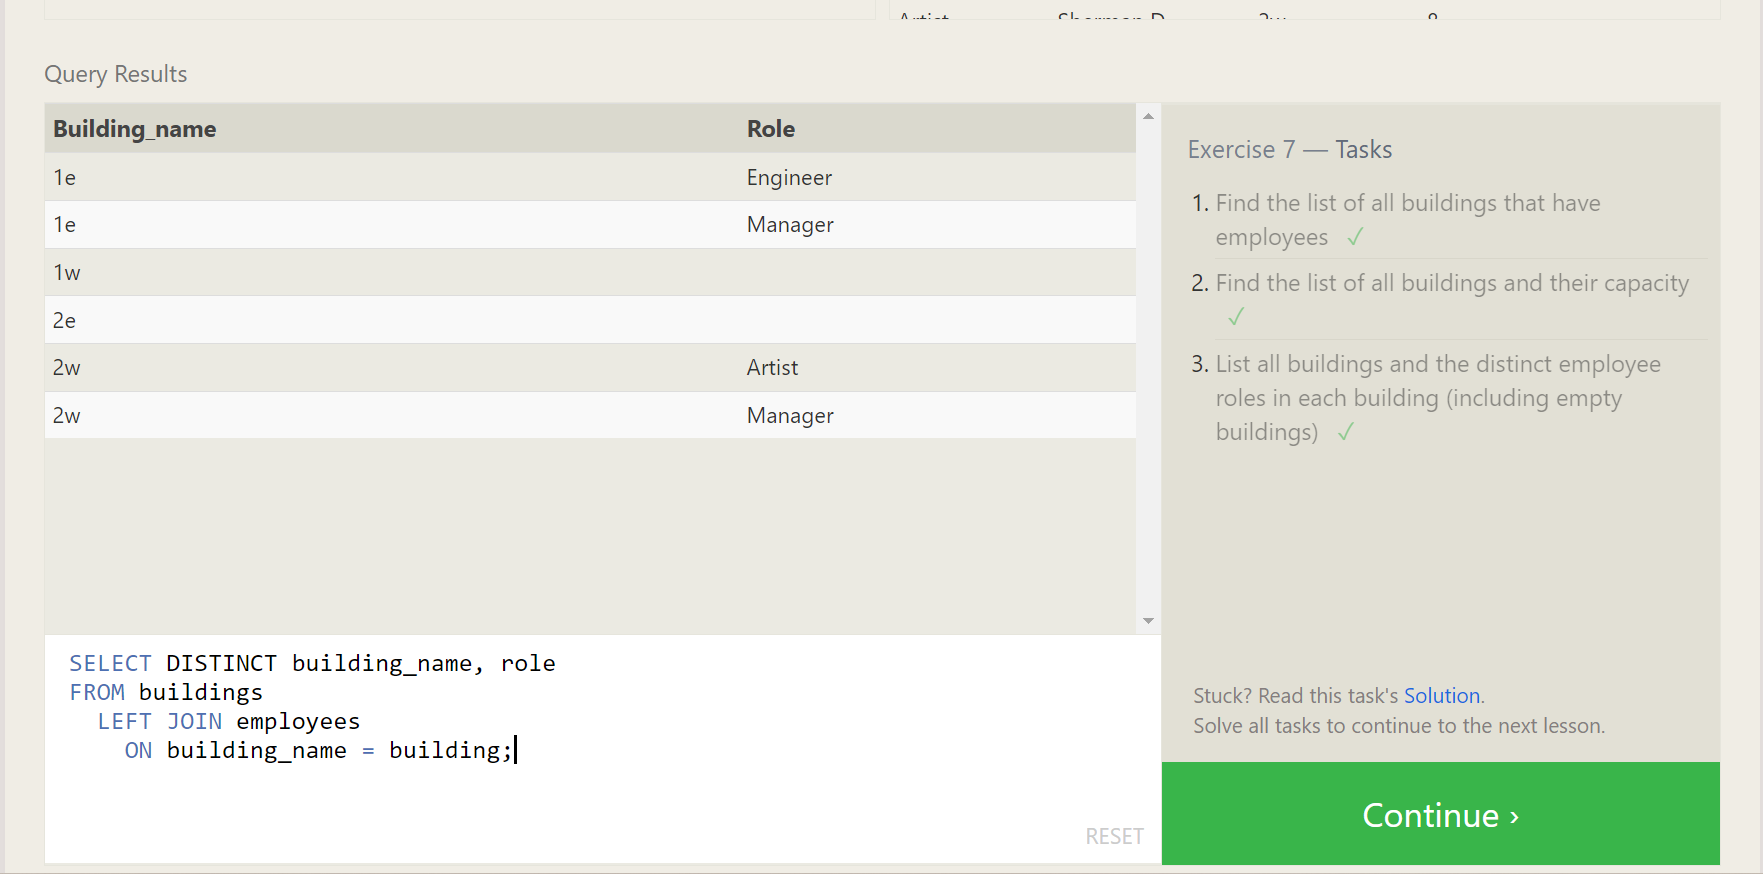 Query Results
Building_name Role
1e Engineer
1e Manager
1w
2e
2w Artist
2w Manager
SELECT DISTINCT building_name, role
FROM buildings
LEFT JOIN employees
ON building_name = building;
RESET
Exercise 7 — Tasks
1. Find the list of all buildings that have
employees ✓
2. Find the list of all buildings and their capacity
✓
3. List all buildings and the distinct employee
roles in each building (including empty
buildings) ✓
Stuck? Read this task's Solution.
Solve all tasks to continue to the next lesson.
Continue ›